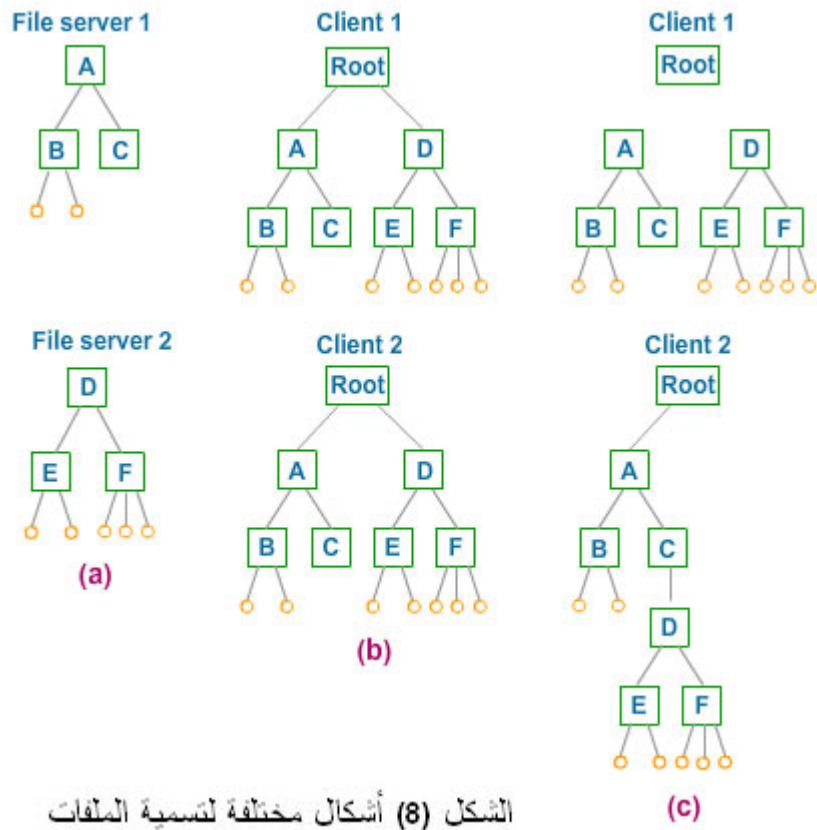 File server 1 Client 1 Client 1
A Root Root
B C A D A D
B C E F B C E F
File server 2 Client 2 Client 2
D Root Root
E F A D A
(a) B C E F B C
(b) D
E F
(c)
الشكل (8) أشكال مختلفة لتسمية الملفات